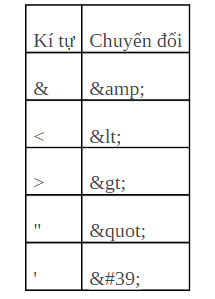 Kí tự Chuyển đổi
& &amp;
< &lt;
> &gt;
" &quot;
' &#39;